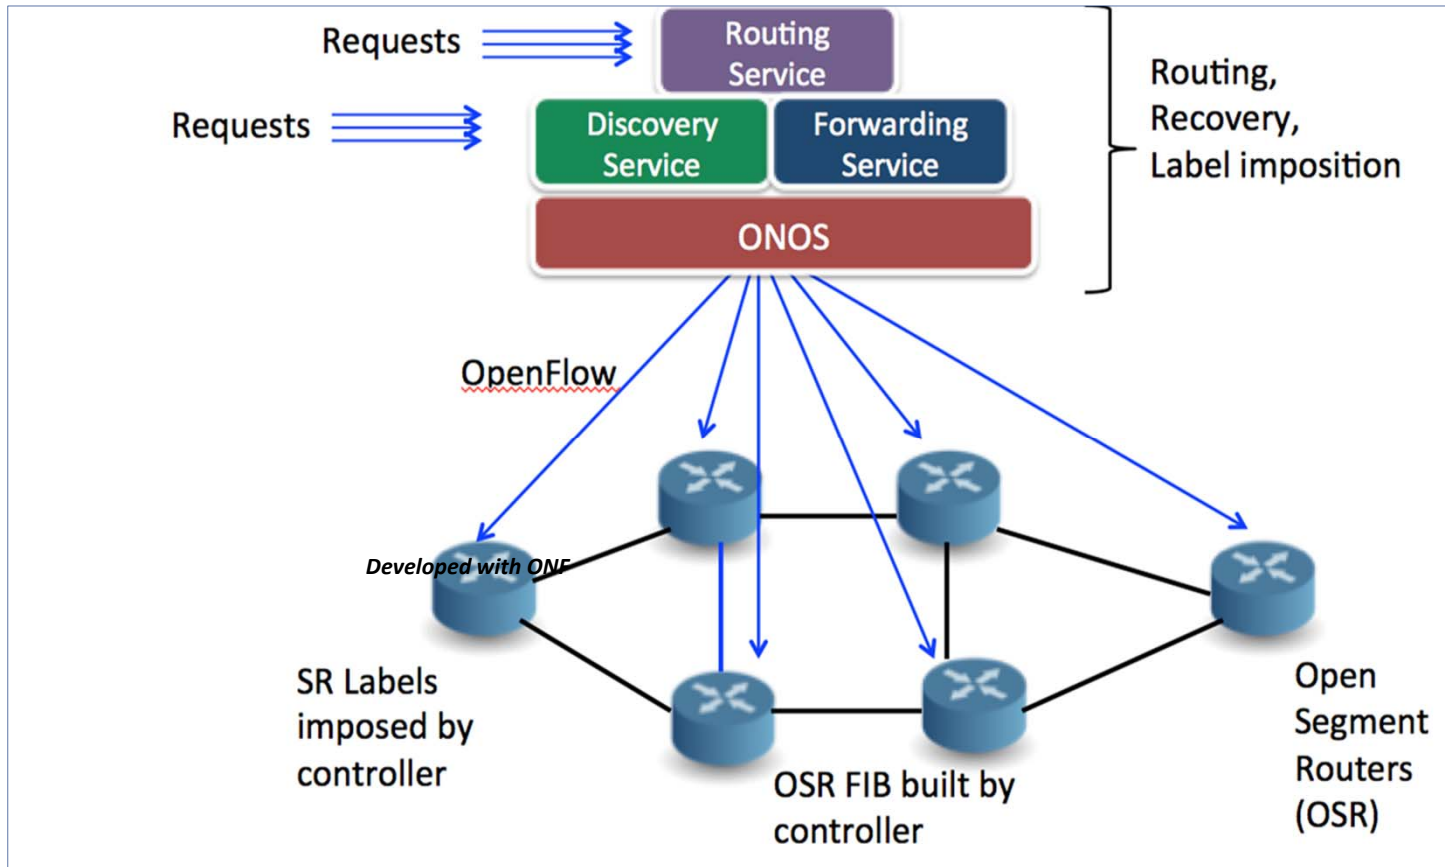 Requests
Routing
Service
Routing,
Recovery,
Label imposition
Requests
Discovery
Service
Forwarding
Service
ONOS
OpenFlow
Developed with ONF
SR Labels
imposed by
controller
OSR FIB built by
controller
Open
Segment
Routers
(OSR)